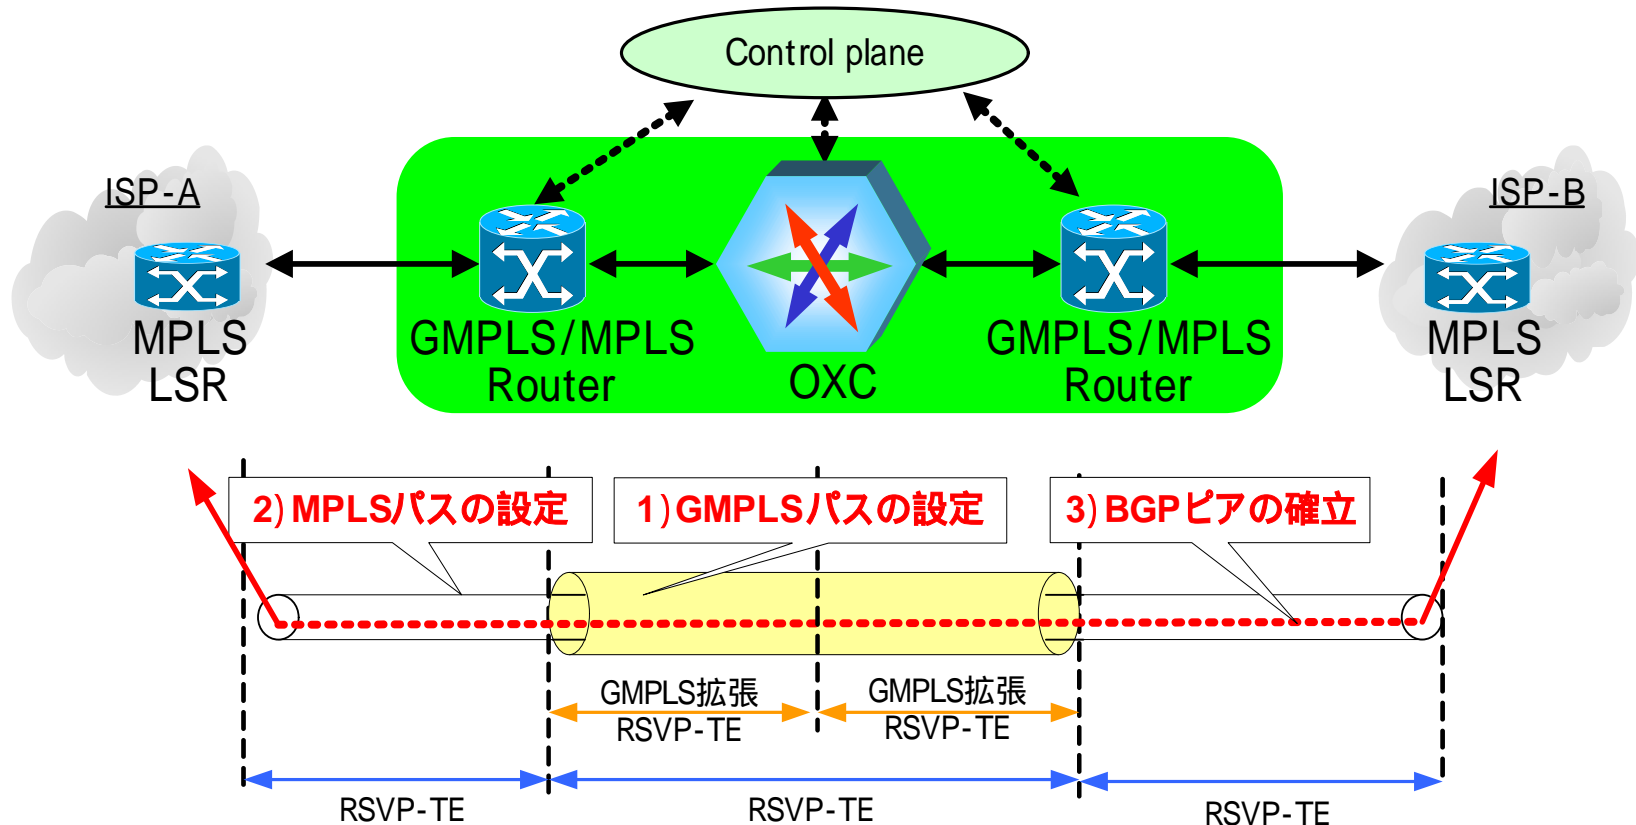 Control plane
ISP-A
ISP-B
MPLS
LSR
GMPLS/MPLS
Router
OXC
GMPLS/MPLS
Router
MPLS
LSR
2)MPLSパスの設定
1)GMPLSパスの設定
3)BGPピアの確立
GMPLS拡張
RSVP-TE
GMPLS拡張
RSVP-TE
RSVP-TE
RSVP-TE
RSVP-TE